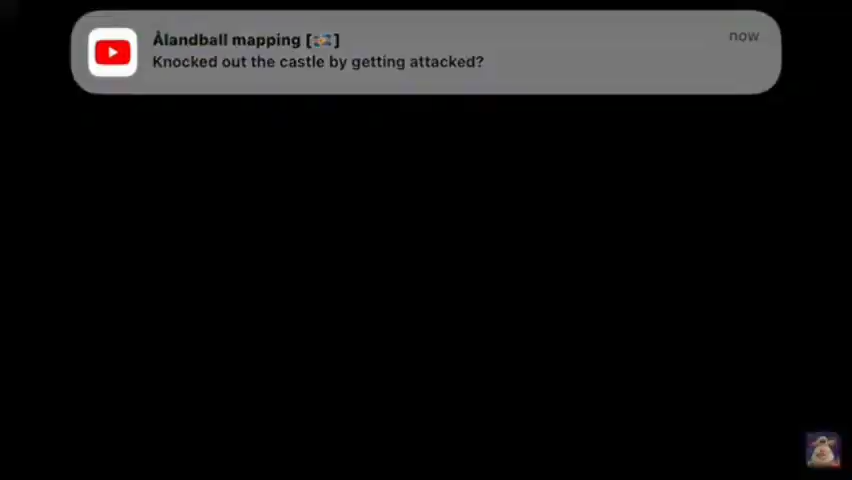 Ålandball mapping [🇦🇽]
now
Knocked out the castle by getting attacked?